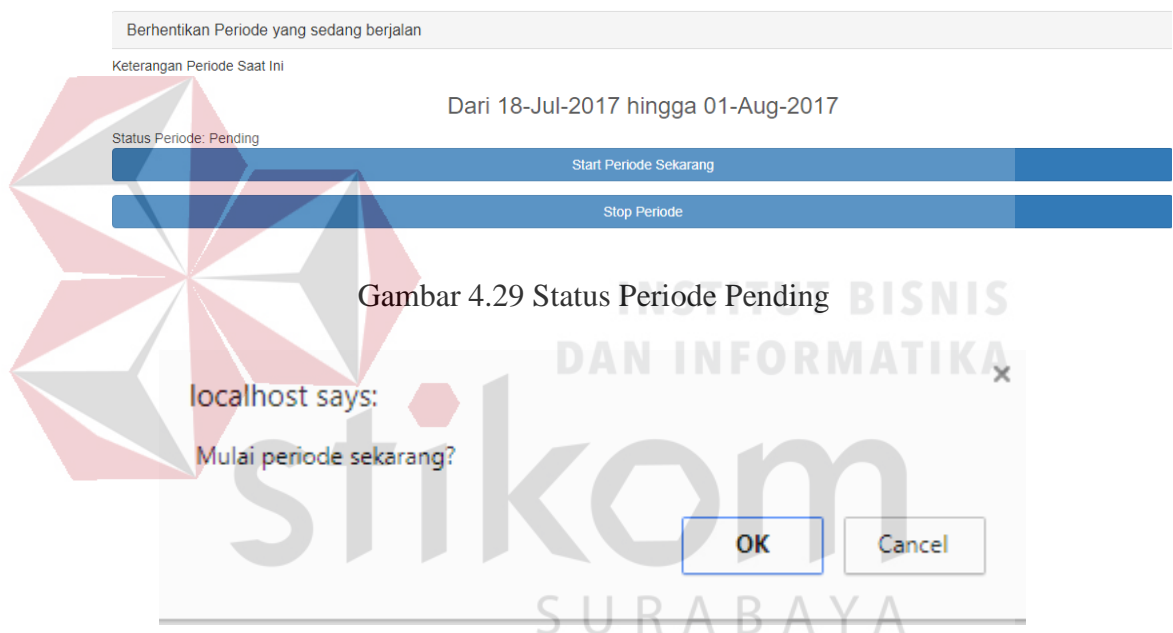 Berhentikan Periode yang sedang berjalan
Keterangan Periode Saat Ini
Dari 18-Jul-2017 hingga 01-Aug-2017
Status Periode: Pending
Start Periode Sekarang
Stop Periode
Gambar 4.29 Status Periode Pending
INSTITUT BISNIS
DAN INFORMATIKA
localhost says:
Mulai periode sekarang?
stikom
OK
Cancel
SURABAYA